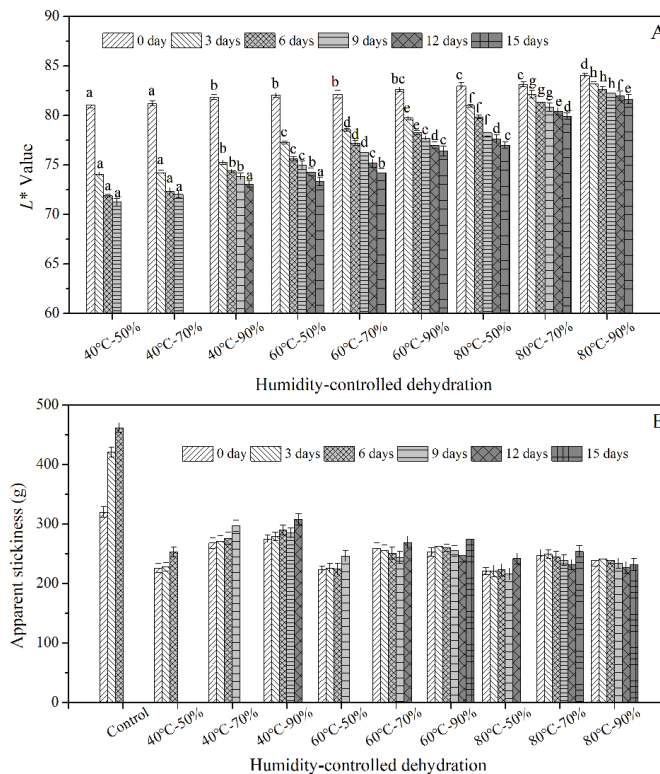 90
85
80
75
70
65
60
L* Valuc
A
0 day 3 days 6 days 9 days 12 days 15 days
a a a a
a a a a
b b b b a
b c c c a a
b d d c b b
bc e e d c c
c f f d d c
c g g g e d
d h h h f e
40°C-50% 40°C-70% 40°C-90% 60°C-50% 60°C-70% 60°C-90% 80°C-50% 80°C-70% 80°C-90%
Humidity-controlled dehydration
500
400
300
200
100
0
Apparent stickiness (g)
0 day 3 days 6 days 9 days 12 days 15 days
Control 40°C-50% 40°C-70% 40°C-90% 60°C-50% 60°C-70% 60°C-90% 80°C-50% 80°C-70% 80°C-90%
Humidity-controlled dehydration